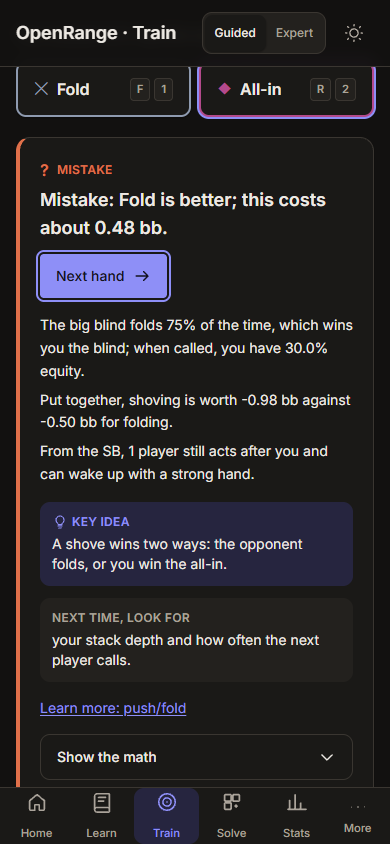 OpenRange · Train
Guided
Expert
Fold
F
1
All-in
R
2
? MISTAKE
Mistake: Fold is better; this costs
about 0.48 bb.
Next hand →
The big blind folds 75% of the time, which wins
you the blind; when called, you have 30.0%
equity.
Put together, shoving is worth -0.98 bb against
-0.50 bb for folding.
From the SB, 1 player still acts after you and
can wake up with a strong hand.
KEY IDEA
A shove wins two ways: the opponent
folds, or you win the all-in.
NEXT TIME, LOOK FOR
your stack depth and how often the next
player calls.
Learn more: push/fold
Show the math
Home
Learn
Train
Solve
Stats
More